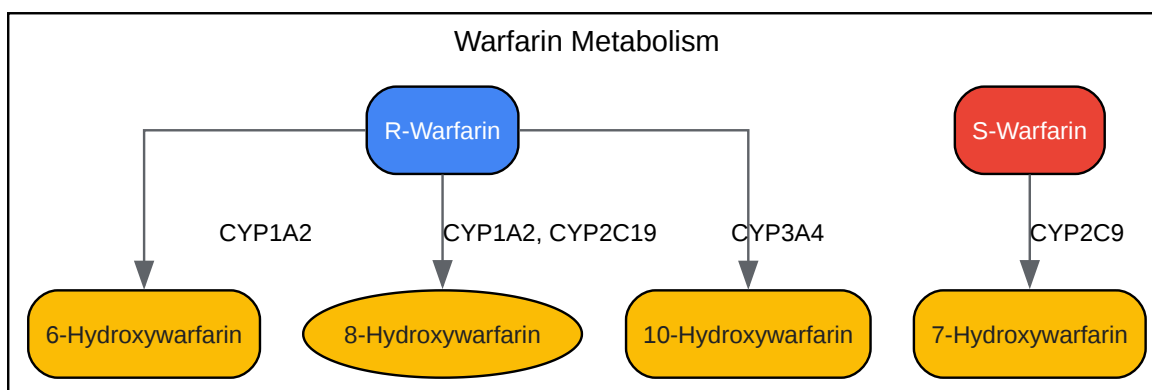 Warfarin Metabolism
R-Warfarin
S-Warfarin
CYP1A2
CYP1A2, CYP2C19
CYP3A4
CYP2C9
6-Hydroxywarfarin
8-Hydroxywarfarin
10-Hydroxywarfarin
7-Hydroxywarfarin